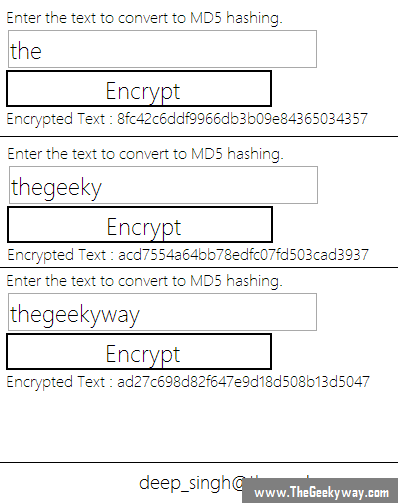 Enter the text to convert to MD5 hashing.
the
Encrypt
Encrypted Text : 8fc42c6ddf9966db3b09e84365034357
Enter the text to convert to MD5 hashing.
thegeeky
Encrypt
Encrypted Text : acd7554a64bb78edfc07fd503cad3937
Enter the text to convert to MD5 hashing.
thegeekyway
Encrypt
Encrypted Text : ad27c698d82f647e9d18d508b13d5047
deep_singh@
www.TheGeekyway.com